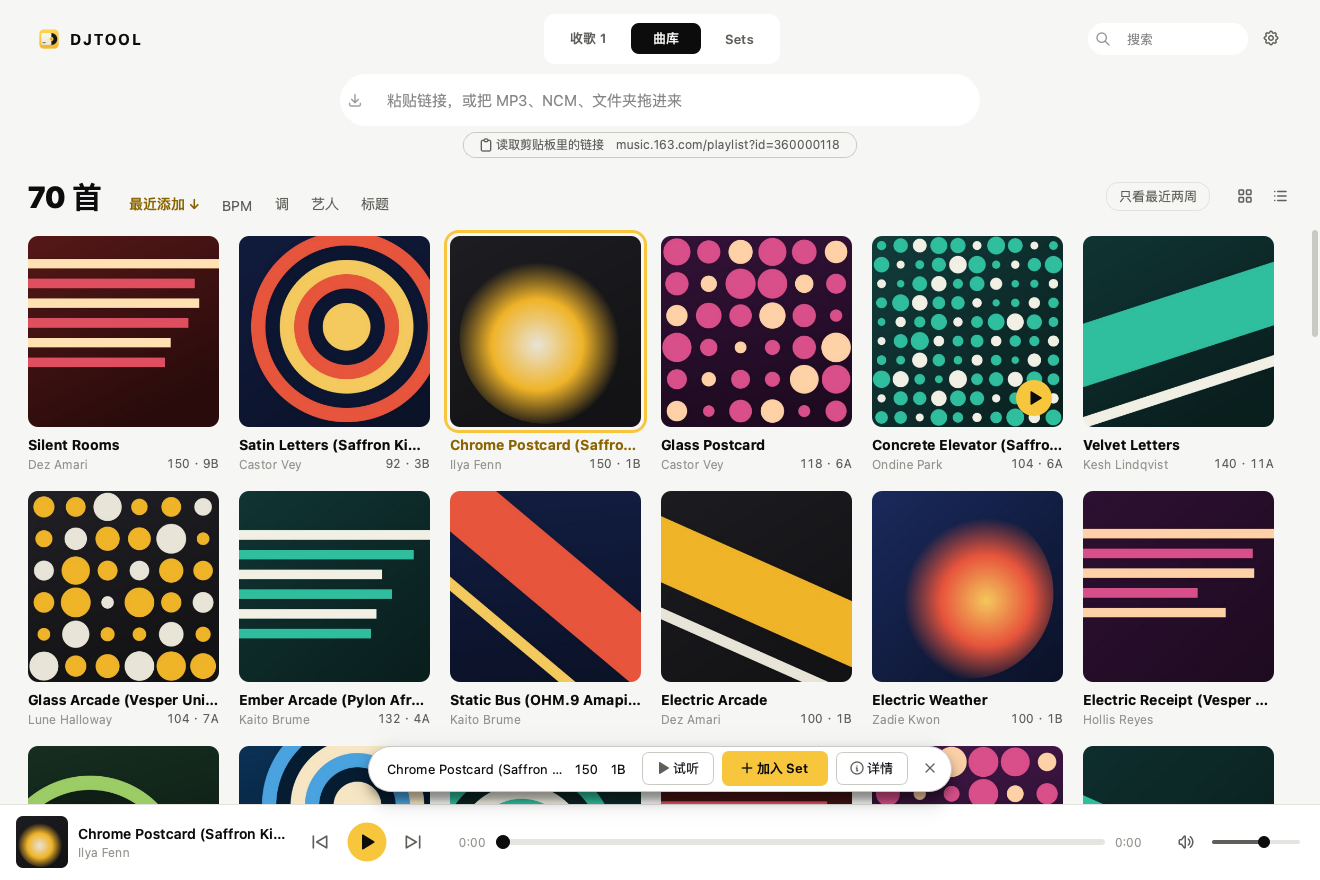 DJTOOL
收歌 1 曲库 Sets
搜索
粘贴链接，或把 MP3、NCM、文件夹拖进来
读取剪贴板里的链接 music.163.com/playlist?id=360000118
70 首 最近添加 ↓ BPM 调 艺人 标题
只看最近两周
Silent Rooms
Dez Amari 150 · 9B
Satin Letters (Saffron Ki...
Castor Vey 92 · 3B
Chrome Postcard (Saffro...
Ilya Fenn 150 · 1B
Glass Postcard
Castor Vey 118 · 6A
Concrete Elevator (Saffro...
Ondine Park 104 · 6A
Velvet Letters
Kesh Lindqvist 140 · 11A
Glass Arcade (Vesper Uni...
Lune Halloway 104 · 7A
Ember Arcade (Pylon Afr...
Kaito Brume 132 · 4A
Static Bus (OHM.9 Amapi...
Kaito Brume
Electric Arcade
Dez Amari 100 · 1B
Electric Weather
Zadie Kwon 100 · 1B
Electric Receipt (Vesper ...
Hollis Reyes
Chrome Postcard (Saffron ... 150 1B 试听 加入 Set 详情
Chrome Postcard (Saffron Ki...
Ilya Fenn
0:00 0:00